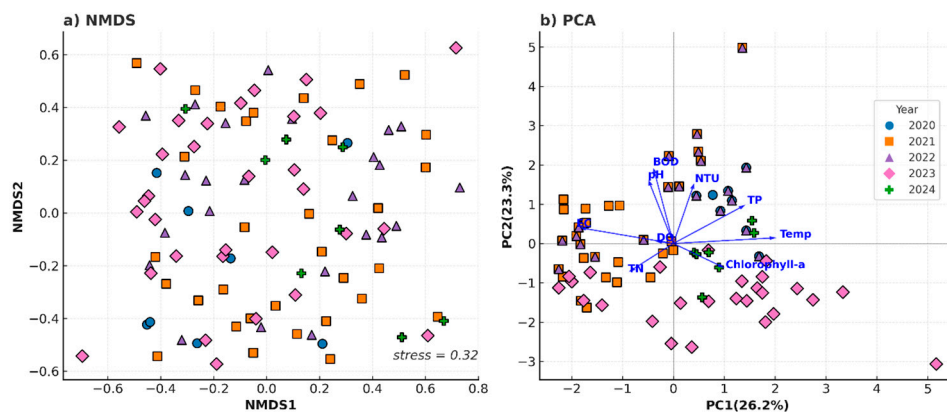 a) NMDS
b) PCA
0.6
0.4
0.2
0.0
−0.2
−0.4
−0.6
NMDS2
−0.6
−0.4
−0.2
0.0
0.2
0.4
0.6
0.8
NMDS1
stress = 0.32
5
4
3
2
1
0
−1
−2
−3
PC2(23.3%)
−2
−1
0
1
2
3
4
5
PC1(26.2%)
BOD
pH
NTU
TP
DO
Temp
TN
Chlorophyll-a
Year
2020
2021
2022
2023
2024